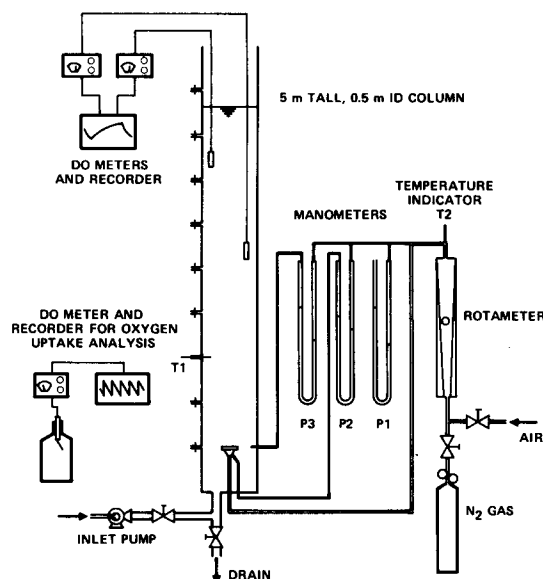 5 m TALL, 0.5 m ID COLUMN
DO METERS
AND RECORDER
TEMPERATURE
INDICATOR
T2
MANOMETERS
ROTAMETER
DO METER AND
RECORDER FOR OXYGEN
UPTAKE ANALYSIS
T1
P3
P2
P1
AIR
N₂ GAS
INLET PUMP
DRAIN